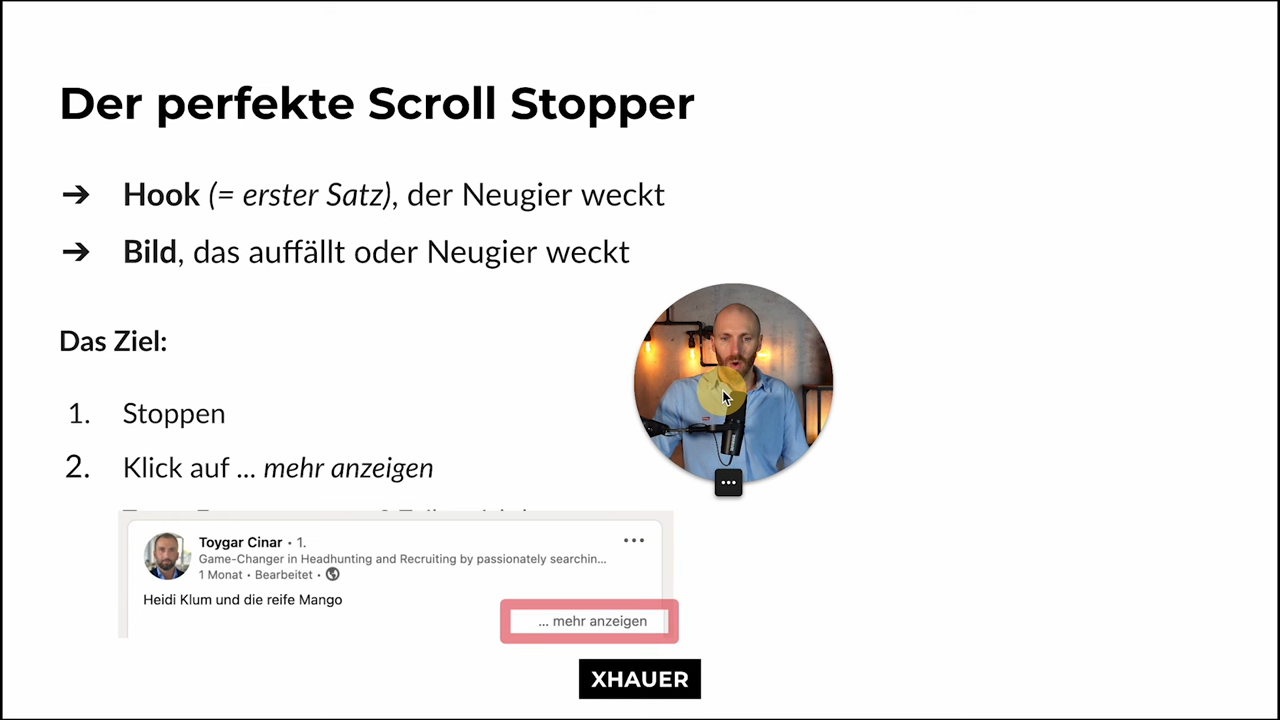 Der perfekte Scroll Stopper
➔ Hook (= erster Satz), der Neugier weckt
➔ Bild, das auffällt oder Neugier weckt
Das Ziel:
1. Stoppen
2. Klick auf ... mehr anzeigen
Toygar Cinar • 1.
Game-Changer in Headhunting and Recruiting by passionately searchin...
1 Monat • Bearbeitet •
Heidi Klum und die reife Mango
... mehr anzeigen
XHAUER